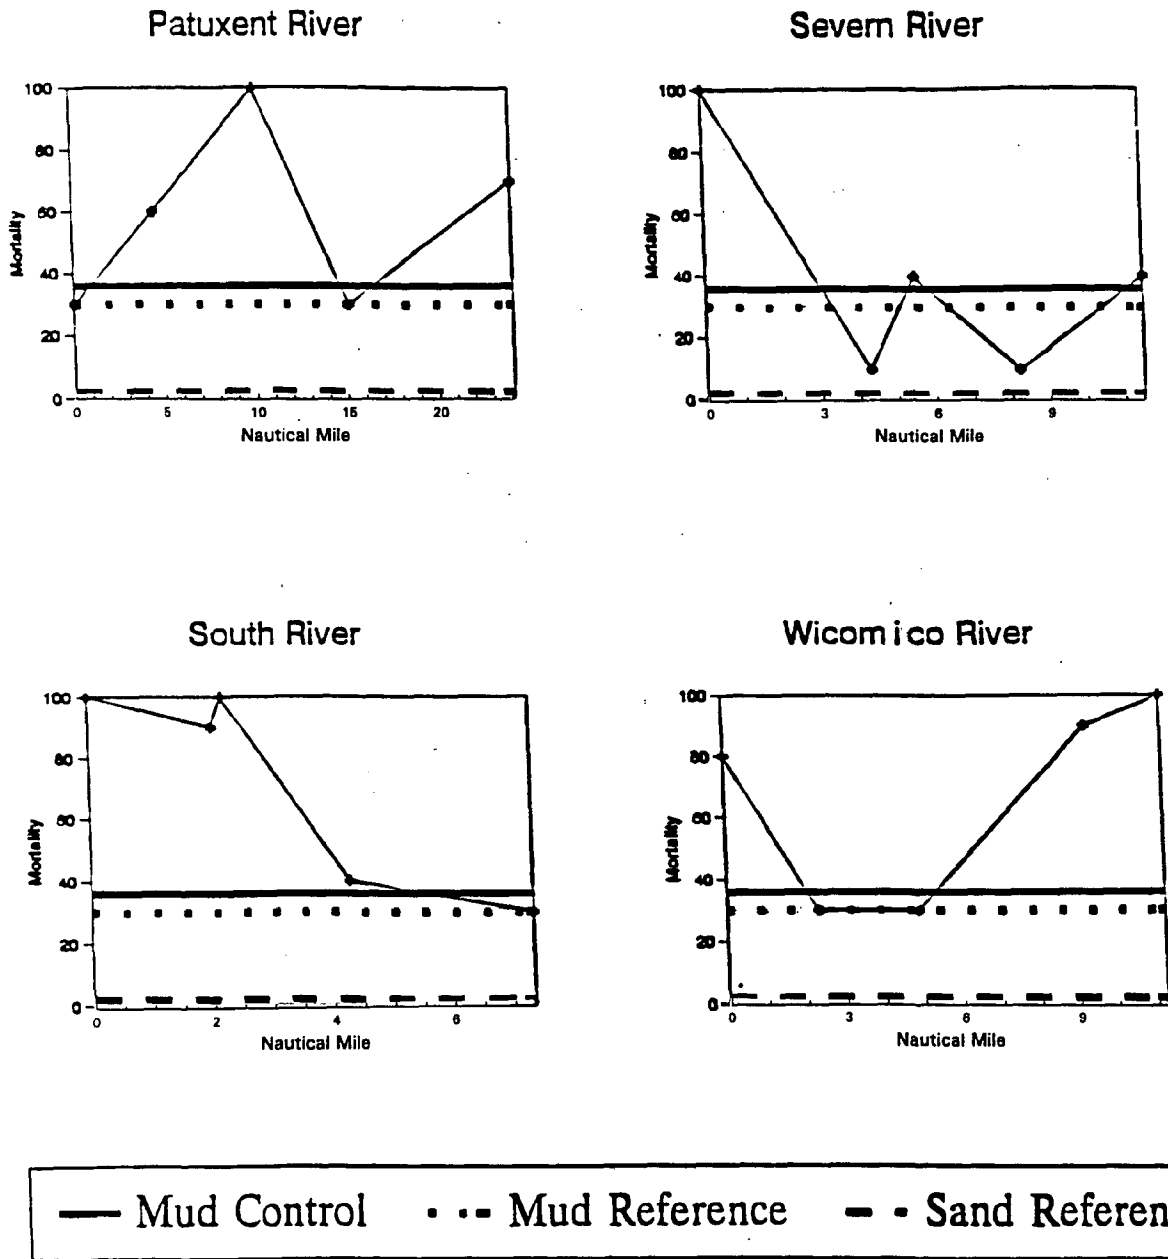 Patuxent River
100
80
60
40
20
0
Mortality
0 5 10 15 20
Nautical Mile
Severn River
100
80
60
40
20
0
Mortality
0 3 6 9
Nautical Mile
South River
100
80
60
40
20
0
Mortality
0 2 4 6
Nautical Mile
Wicomico River
100
80
60
40
20
0
Mortality
0 3 6 9
Nautical Mile
Mud Control Mud Reference Sand Referen